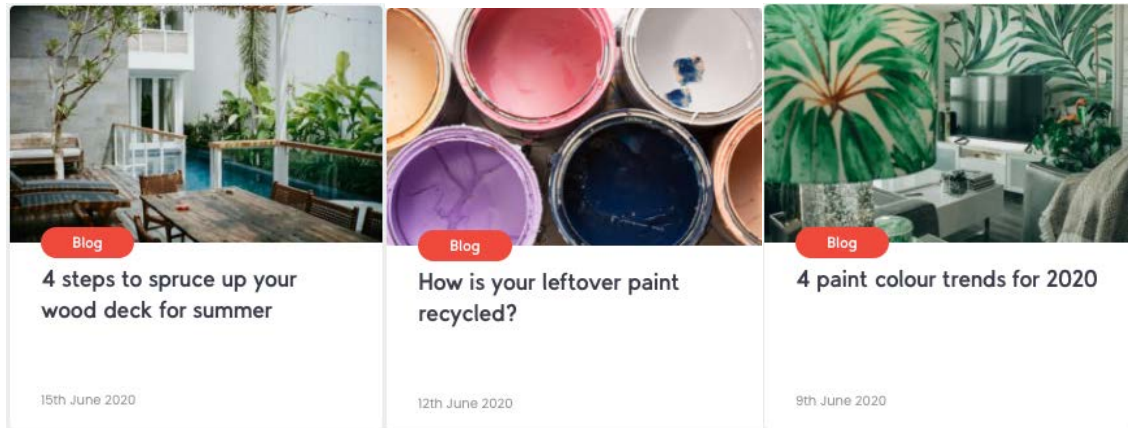 Blog
4 steps to spruce up your
wood deck for summer
15th June 2020
Blog
How is your leftover paint
recycled?
12th June 2020
Blog
4 paint colour trends for 2020
9th June 2020